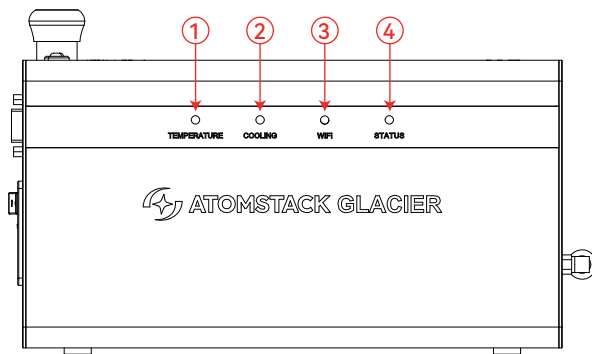 ① ② ③ ④
TEMPERATURE COOLING WIFI STATUS
ATOMSTACK GLACIER